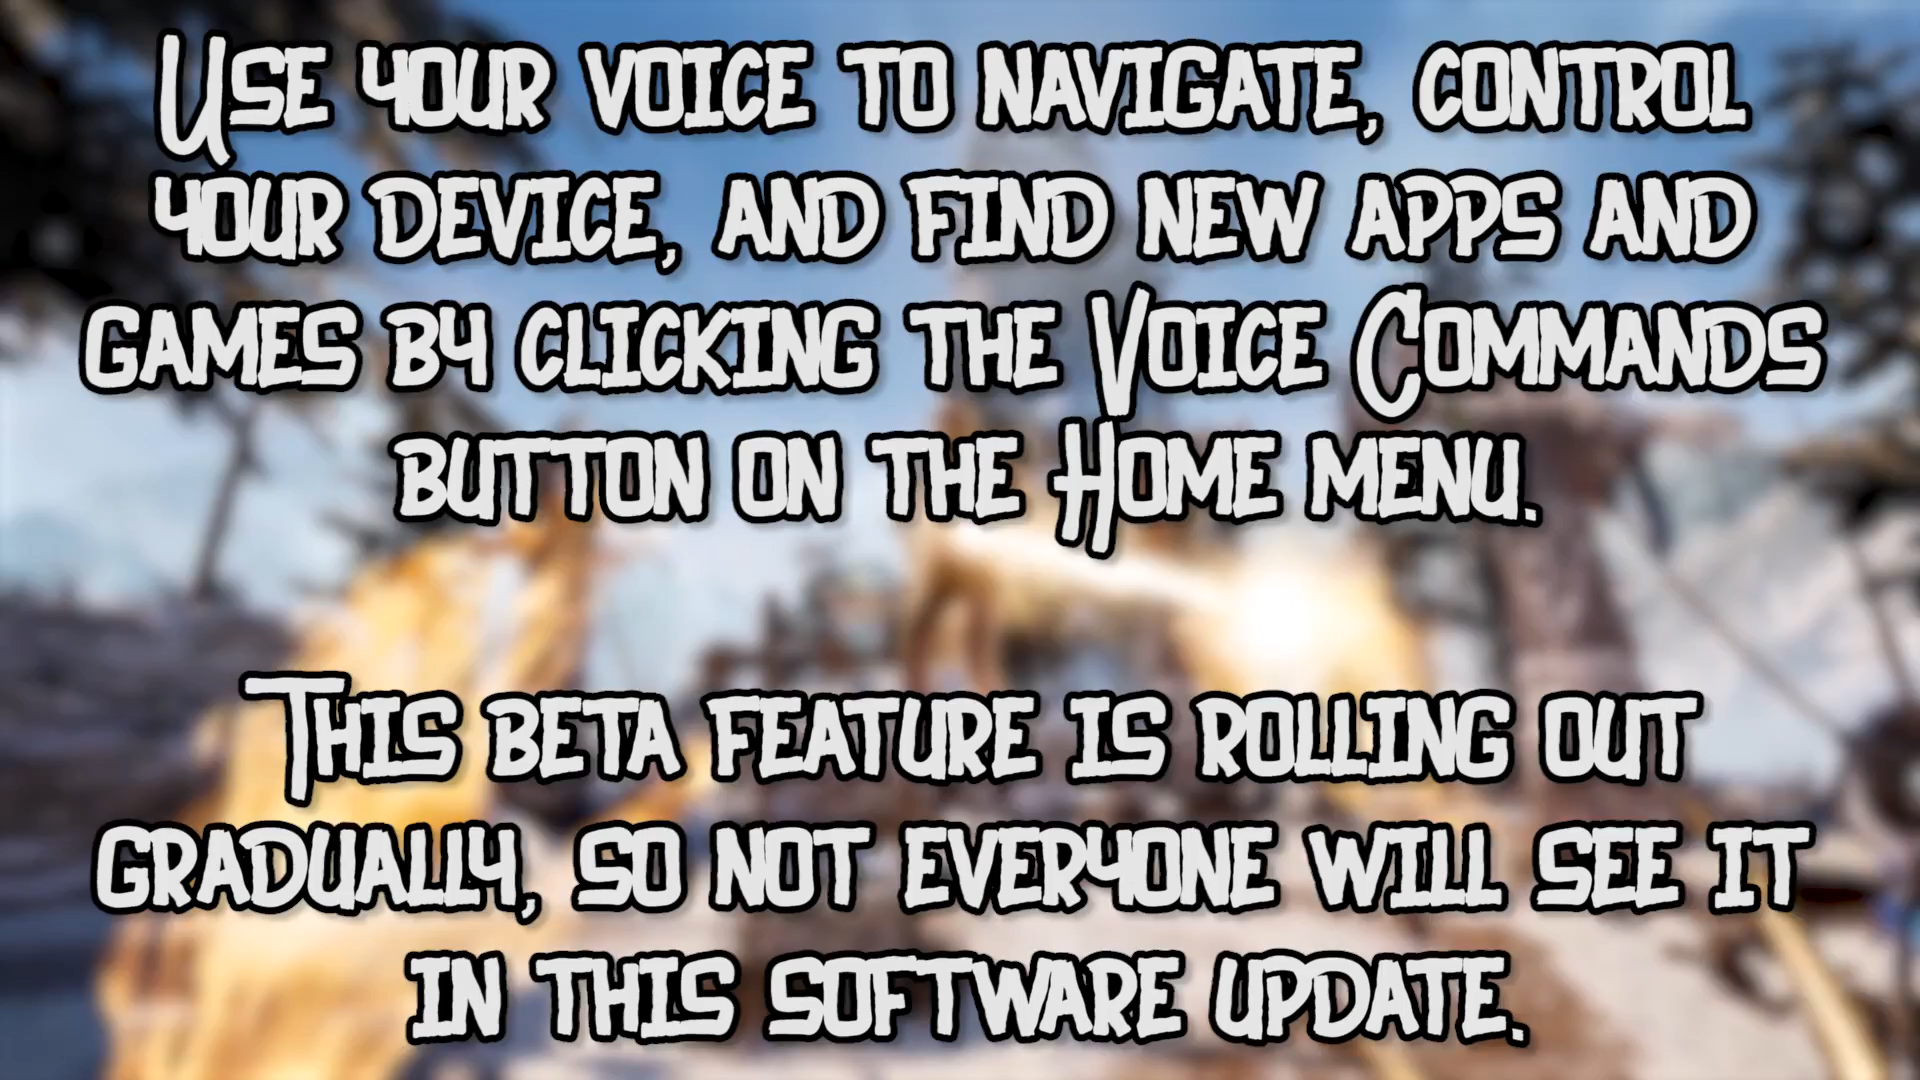 Use your voice to navigate, control
your device, and find new apps and
games by clicking the Voice Commands
button on the Home menu.
This beta feature is rolling out
gradually, so not everyone will see it
in this software update.